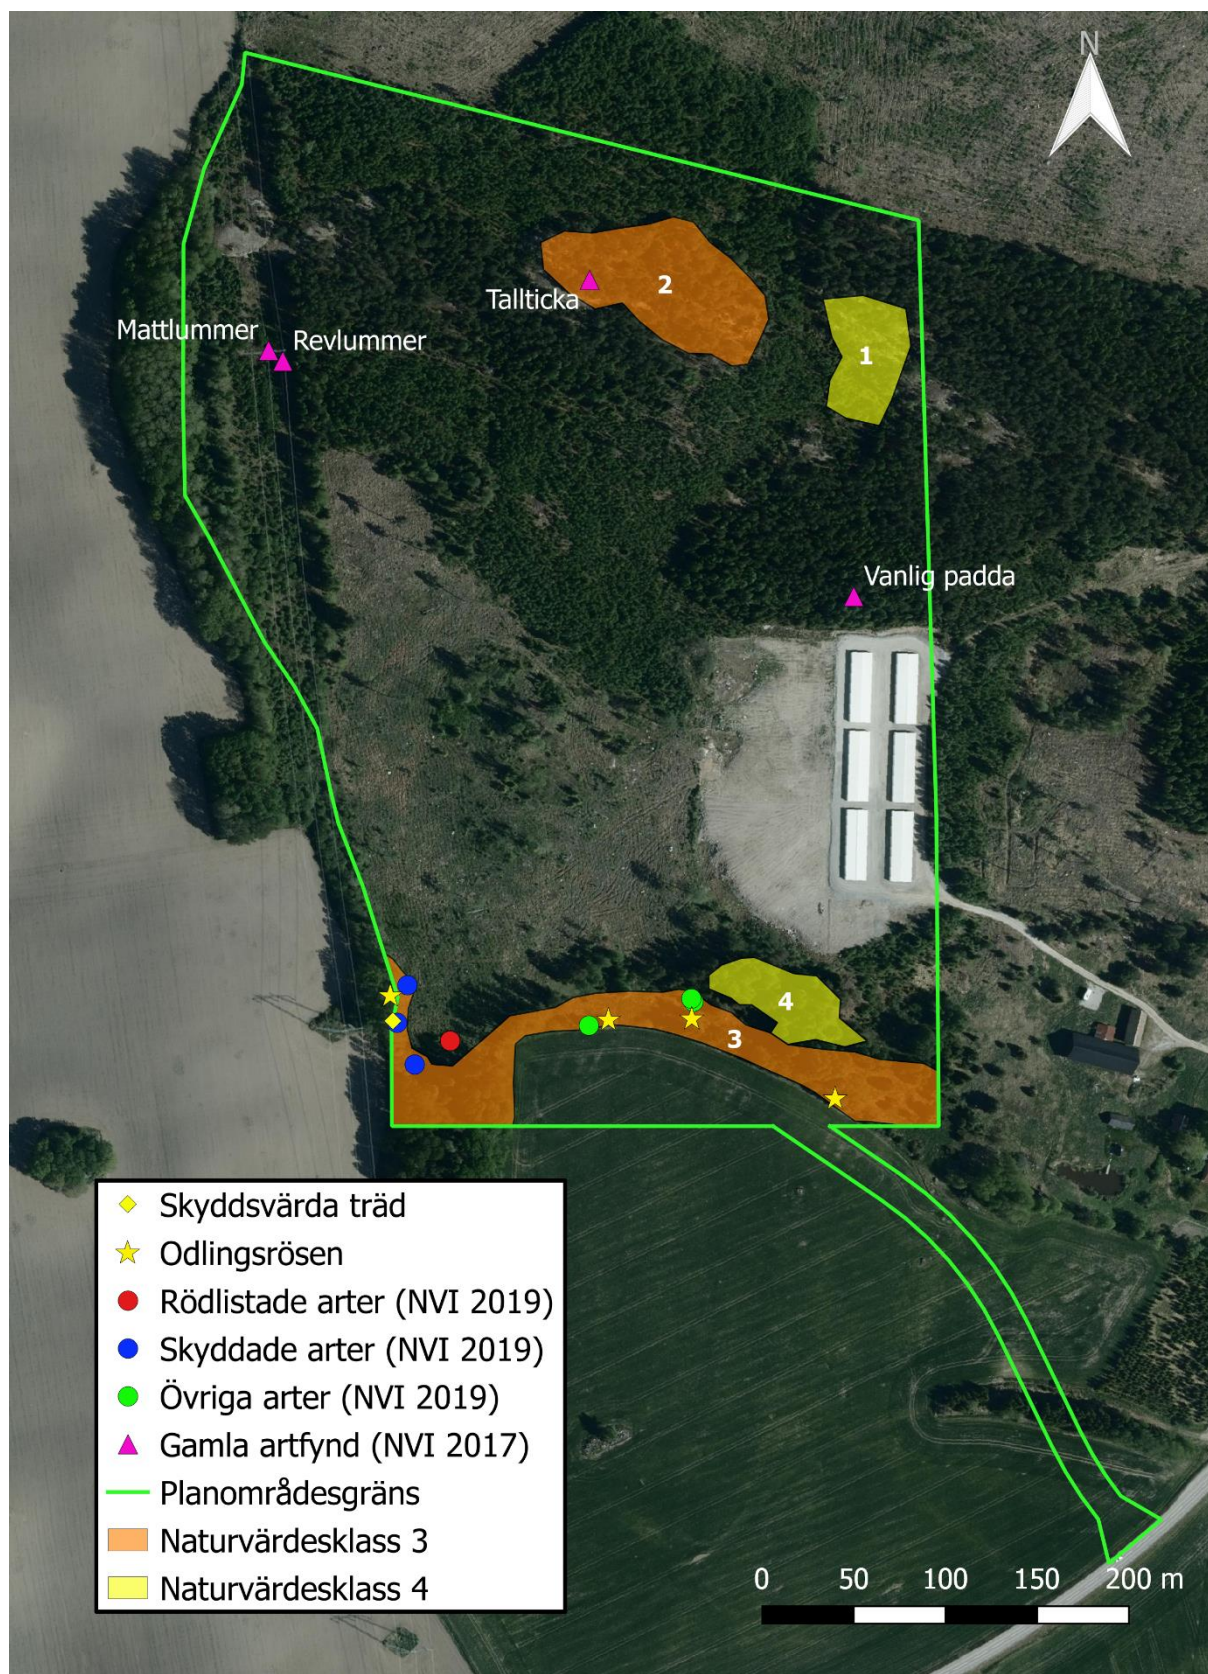 N
2
Tallticka
Mattlummer
Revlummer
1
Vanlig padda
4
3
Skyddsvärda träd
Odlingsrösen
Rödlistade arter (NVI 2019)
Skyddade arter (NVI 2019)
Övriga arter (NVI 2019)
Gamla artfynd (NVI 2017)
Planområdesgräns
Naturvärdesklass 3
Naturvärdesklass 4
0 50 100 150 200 m